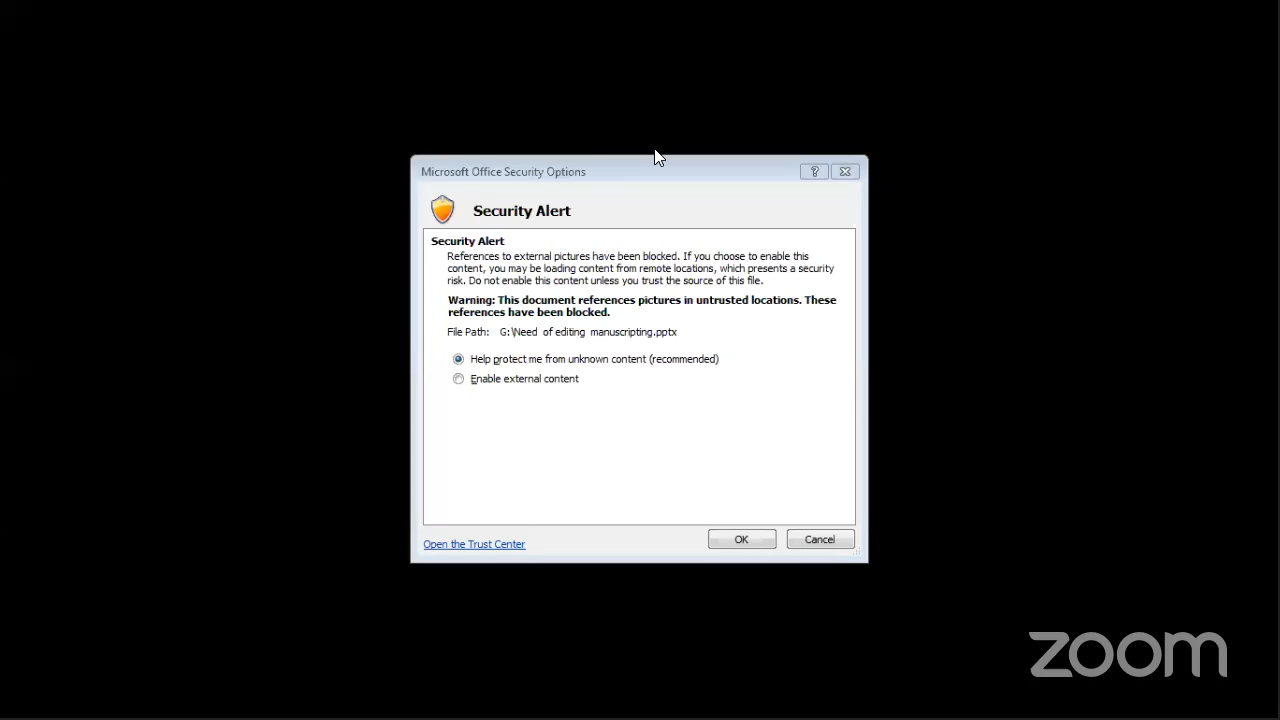 Microsoft Office Security Options
Security Alert
Security Alert
References to external pictures have been blocked. If you choose to enable this
content, you may be loading content from remote locations, which presents a security
risk. Do not enable this content unless you trust the source of this file.
Warning: This document references pictures in untrusted locations. These
references have been blocked.
File Path: G:\Need of editing manuscripting.pptx
Help protect me from unknown content (recommended)
Enable external content
Open the Trust Center
OK
Cancel
zoom